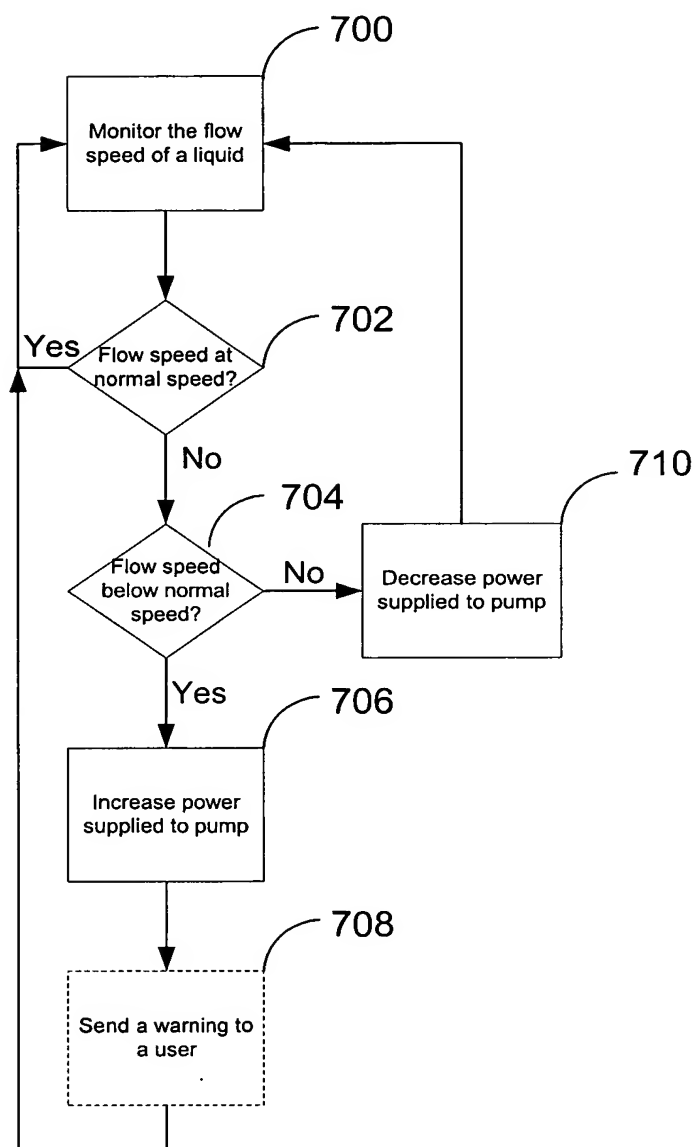 700
Monitor the flow
speed of a liquid
702
Yes
Flow speed at
normal speed?
No
704
710
Flow speed
below normal
speed?
No
Decrease power
supplied to pump
Yes
706
Increase power
supplied to pump
708
Send a warning to
a user